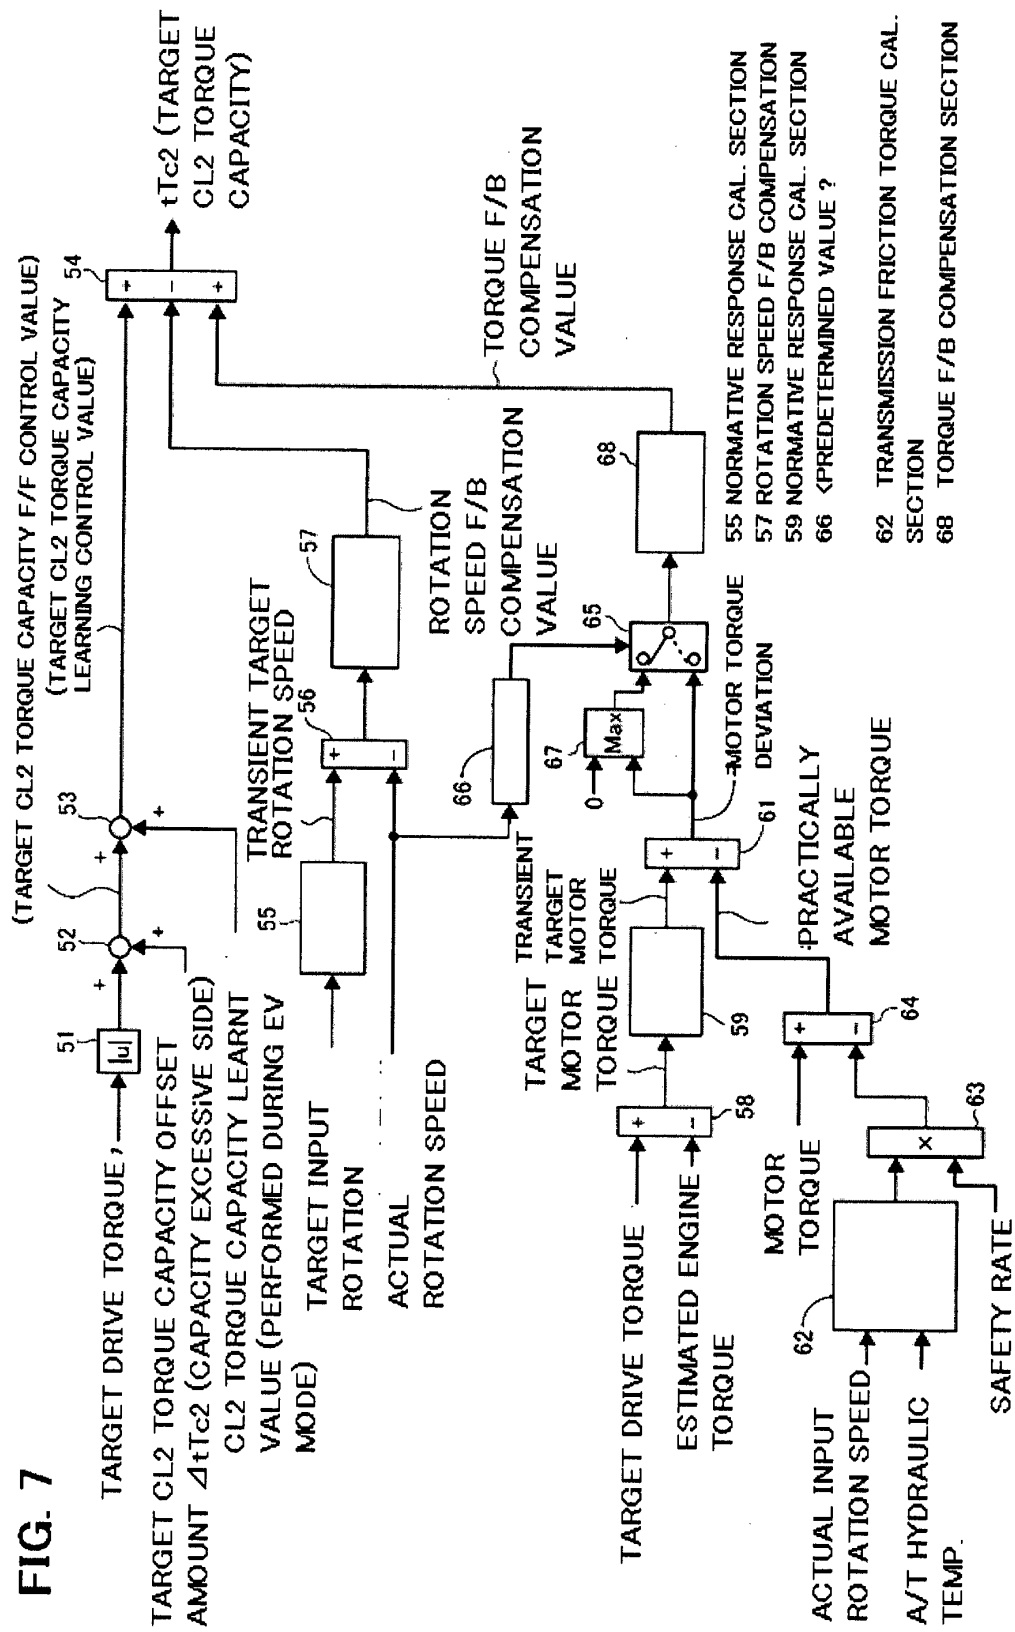 FIG. 7
(TARGET CL2 TORQUE CAPACITY F/F CONTROL VALUE)
(TARGET CL2 TORQUE CAPACITY
LEARNING CONTROL VALUE)
TARGET DRIVE TORQUE,
51
|u|
+
52
+
+
53
+
54
+
−
+
tTc2 (TARGET
CL2 TORQUE
CAPACITY)
TARGET CL2 TORQUE CAPACITY OFFSET
AMOUNT ⊿tTc2 (CAPACITY EXCESSIVE SIDE)
CL2 TORQUE CAPACITY LEARNT
VALUE (PERFORMED DURING EV
MODE)
TARGET INPUT
ROTATION
ACTUAL
ROTATION SPEED
55
TRANSIENT TARGET
ROTATION SPEED
56
+
−
57
ROTATION
SPEED F/B
COMPENSATION
VALUE
TORQUE F/B
COMPENSATION
VALUE
66
67
0
Max
65
68
TARGET DRIVE TORQUE
ESTIMATED ENGINE
TORQUE
+
−
58
TARGET
MOTOR
TORQUE
59
TRANSIENT
TARGET
MOTOR
TORQUE
+
−
61
MOTOR TORQUE
DEVIATION
PRACTICALLY
AVAILABLE
MOTOR TORQUE
MOTOR
TORQUE
+
−
64
62
×
63
ACTUAL INPUT
ROTATION SPEED
A/T HYDRAULIC
TEMP.
SAFETY RATE
55 NORMATIVE RESPONSE CAL. SECTION
57 ROTATION SPEED F/B COMPENSATION
59 NORMATIVE RESPONSE CAL. SECTION
66 <PREDETERMINED VALUE ?
62 TRANSMISSION FRICTION TORQUE CAL.
SECTION
68 TORQUE F/B COMPENSATION SECTION